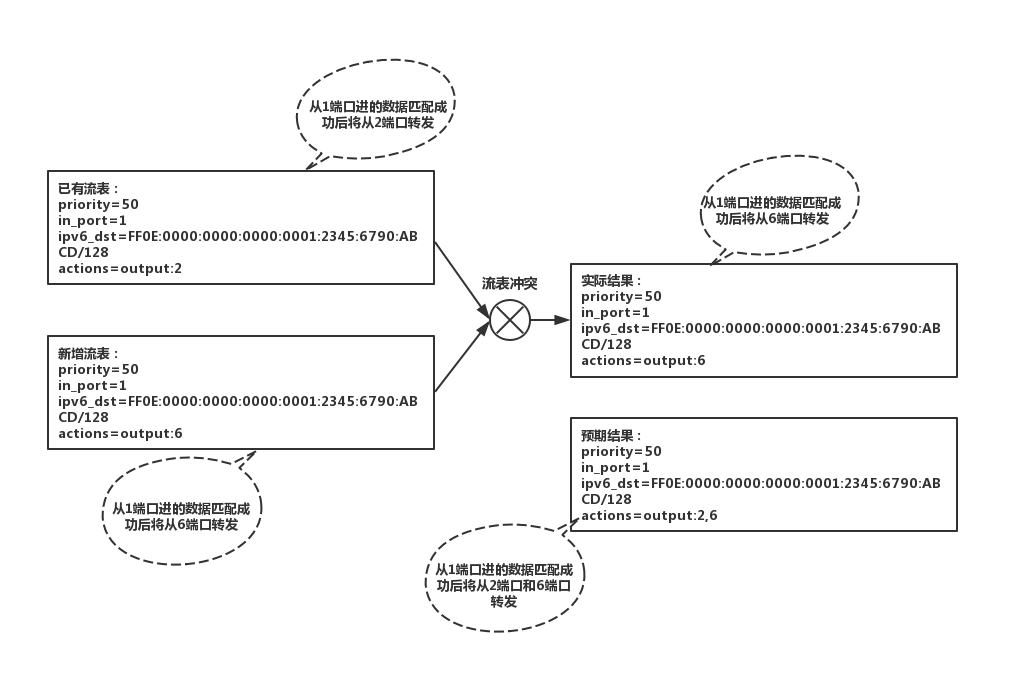 从1端口进的数据匹配成
功后将从2端口转发
已有流表：
priority=50
in_port=1
ipv6_dst=FF0E:0000:0000:0000:0001:2345:6790:AB
CD/128
actions=output:2
流表冲突
新增流表：
priority=50
in_port=1
ipv6_dst=FF0E:0000:0000:0000:0001:2345:6790:AB
CD/128
actions=output:6
从1端口进的数据匹配成
功后将从6端口转发
从1端口进的数据匹配成
功后将从6端口转发
实际结果：
priority=50
in_port=1
ipv6_dst=FF0E:0000:0000:0000:0001:2345:6790:AB
CD/128
actions=output:6
预期结果：
priority=50
in_port=1
ipv6_dst=FF0E:0000:0000:0000:0001:2345:6790:AB
CD/128
actions=output:2,6
从1端口进的数据匹配成
功后将从2端口和6端口
转发